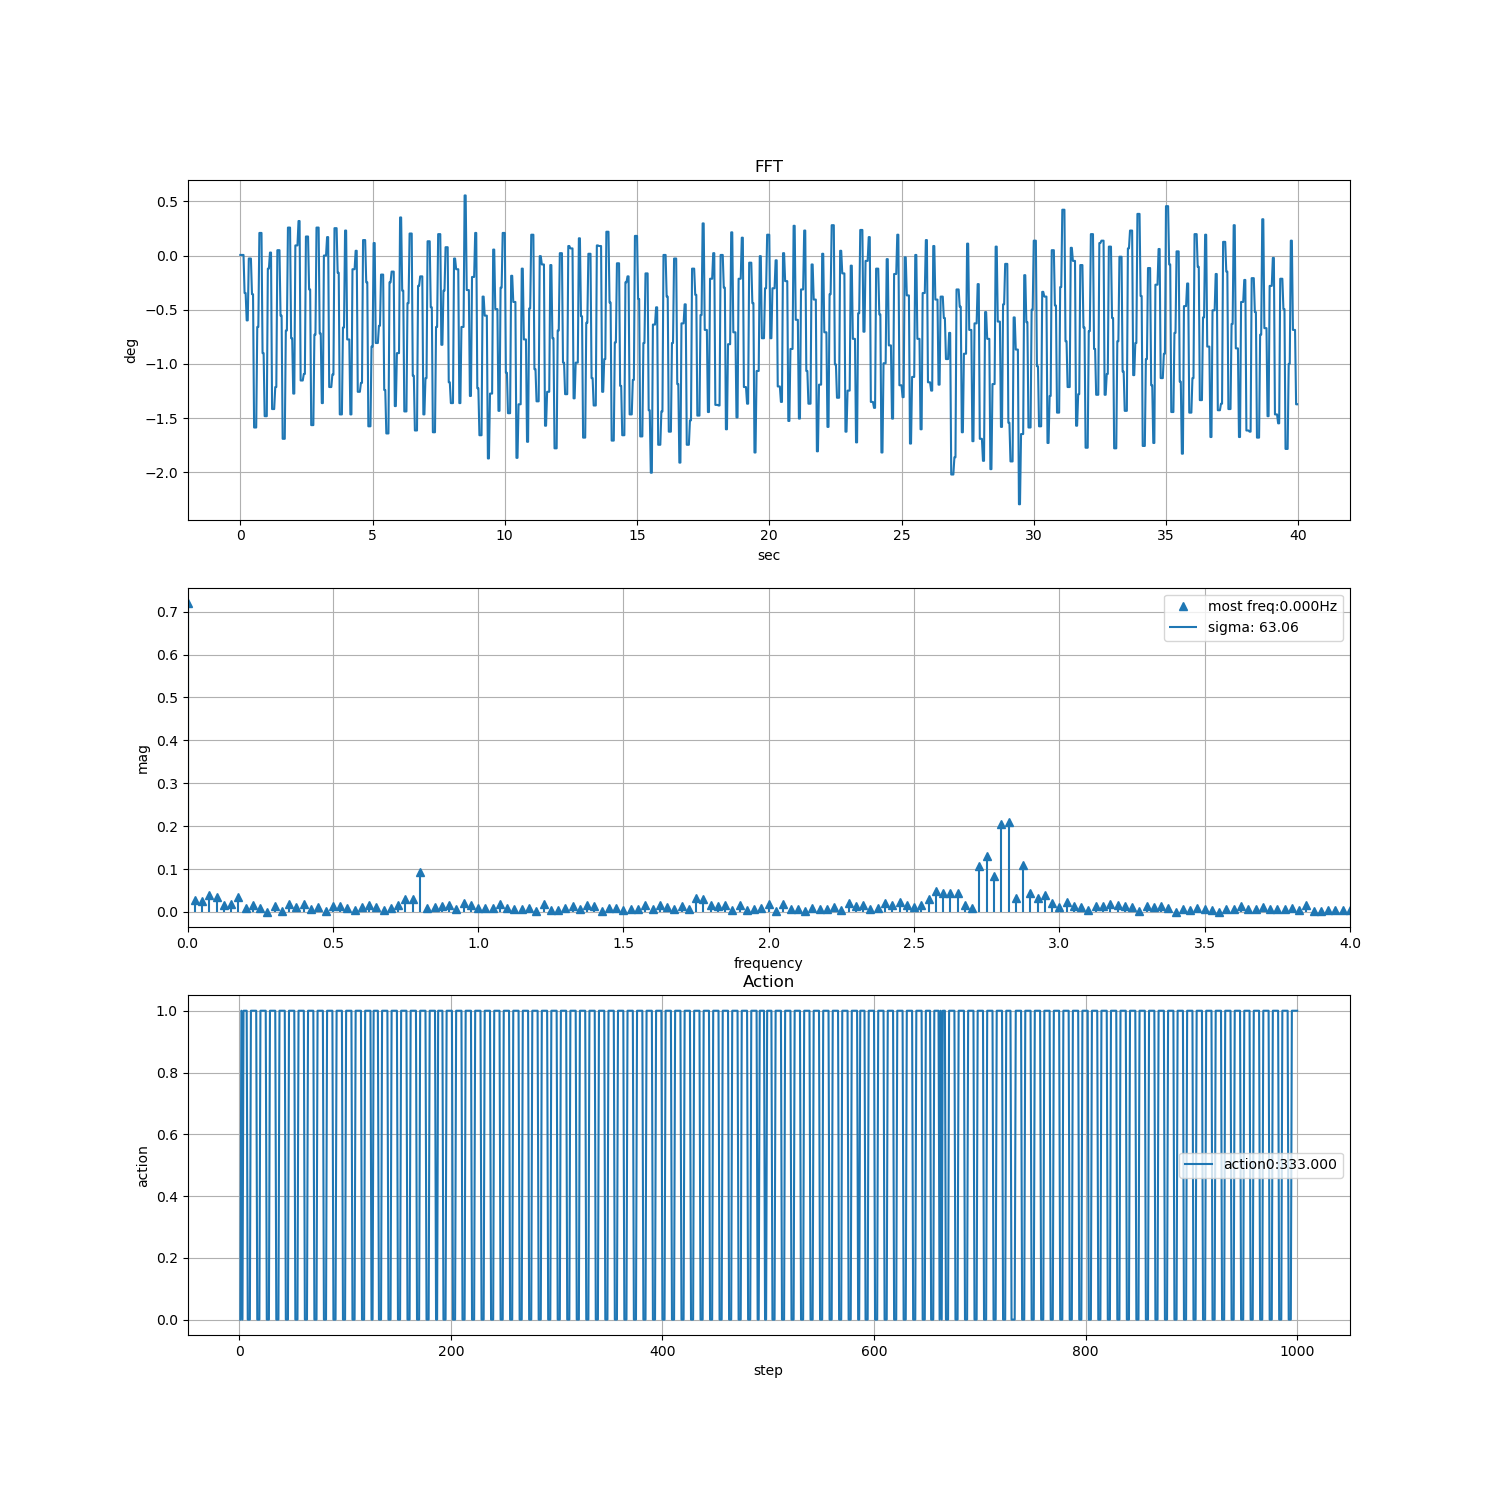 FFT
0.5
0.0
−0.5
−1.0
−1.5
−2.0
deg
0 5 10 15 20 25 30 35 40
sec
0.7
0.6
0.5
0.4
0.3
0.2
0.1
0.0
mag
most freq:0.000Hz
sigma: 63.06
0.0 0.5 1.0 1.5 2.0 2.5 3.0 3.5 4.0
frequency
Action
1.0
0.8
0.6
0.4
0.2
0.0
action
action0:333.000
0 200 400 600 800 1000
step